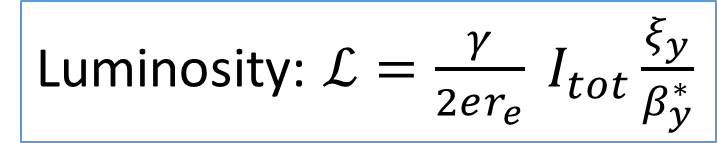 Luminosity: ℒ = γ/(2er_e) I_tot ξ_y/β_y^*